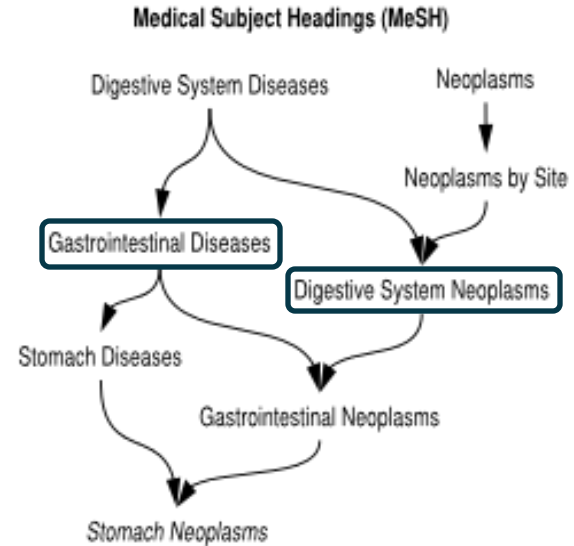 Medical Subject Headings (MeSH)
Digestive System Diseases
Neoplasms
Neoplasms by Site
Gastrointestinal Diseases
Digestive System Neoplasms
Stomach Diseases
Gastrointestinal Neoplasms
Stomach Neoplasms